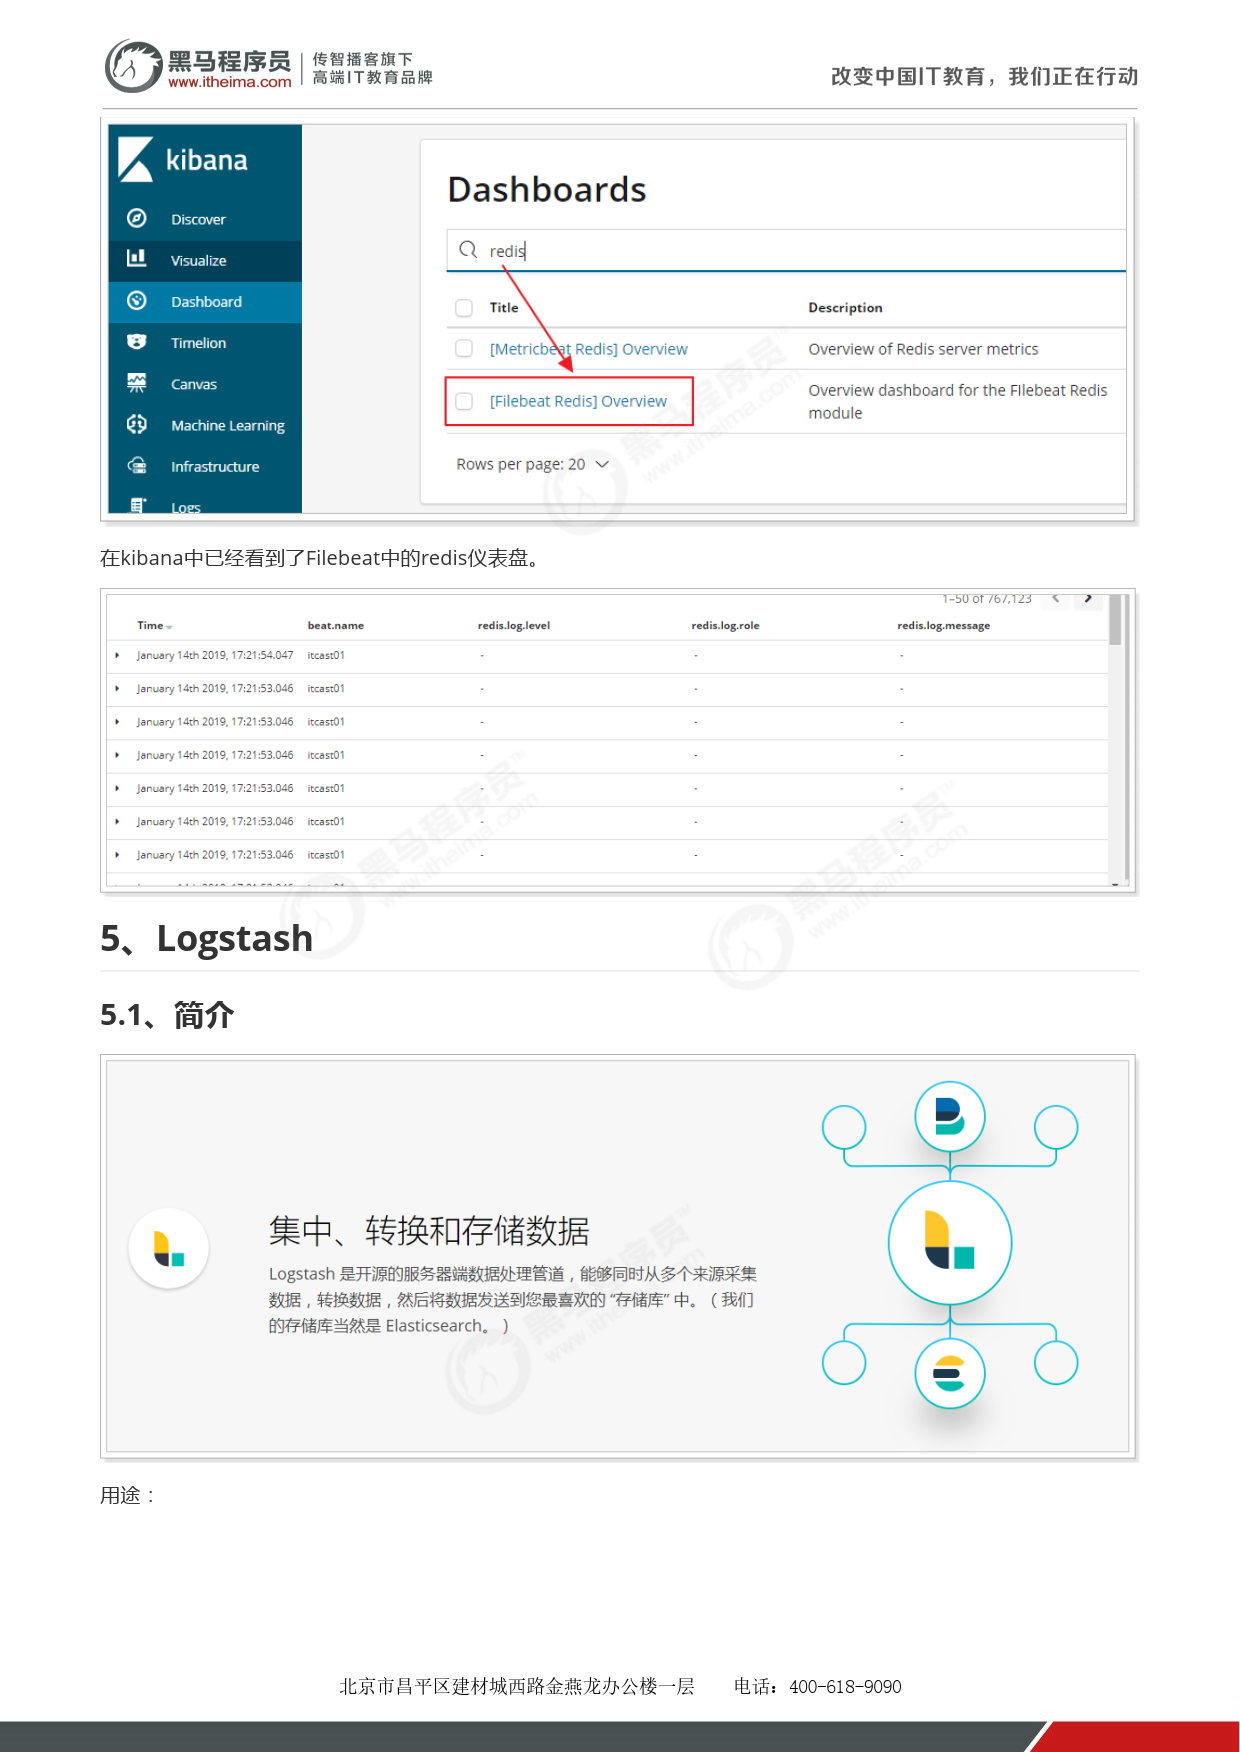 黑马程序员
www.itheima.com
传智播客旗下
高端IT教育品牌
改变中国IT教育，我们正在行动
kibana
Discover
Visualize
Dashboard
Timelion
Canvas
Machine Learning
Infrastructure
Logs
Dashboards
redis
Title Description
[Metricbeat Redis] Overview Overview of Redis server metrics
[Filebeat Redis] Overview Overview dashboard for the FIlebeat Redis
module
Rows per page: 20
在kibana中已经看到了Filebeat中的redis仪表盘。
1–50 of 767,123
Time beat.name redis.log.level redis.log.role redis.log.message
January 14th 2019, 17:21:54.047 itcast01 - - -
January 14th 2019, 17:21:53.046 itcast01 - - -
January 14th 2019, 17:21:53.046 itcast01 - - -
January 14th 2019, 17:21:53.046 itcast01 - - -
January 14th 2019, 17:21:53.046 itcast01 - - -
January 14th 2019, 17:21:53.046 itcast01 - - -
January 14th 2019, 17:21:53.046 itcast01 - - -
5、Logstash
5.1、简介
集中、转换和存储数据
Logstash 是开源的服务器端数据处理管道，能够同时从多个来源采集
数据，转换数据，然后将数据发送到您最喜欢的 “存储库” 中。（我们
的存储库当然是 Elasticsearch。）
用途：
北京市昌平区建材城西路金燕龙办公楼一层 电话：400-618-9090